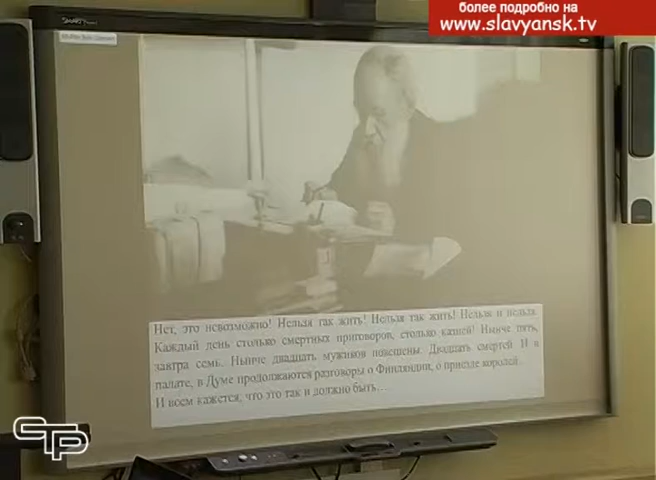 более подробно на
www.slavyansk.tv
Нет, это невозможно! Нельзя так жить! Нельзя так жить! Нельзя и нельзя.
Каждый день столько смертных приговоров, столько казней! Нынче пять,
завтра семь. Нынче двадцать мужиков повешены. Двадцать смертей. И в
палате, в Думе продолжаются разговоры о Финляндии, о приезде королей...
И всем кажется, что это так и должно быть...
СР